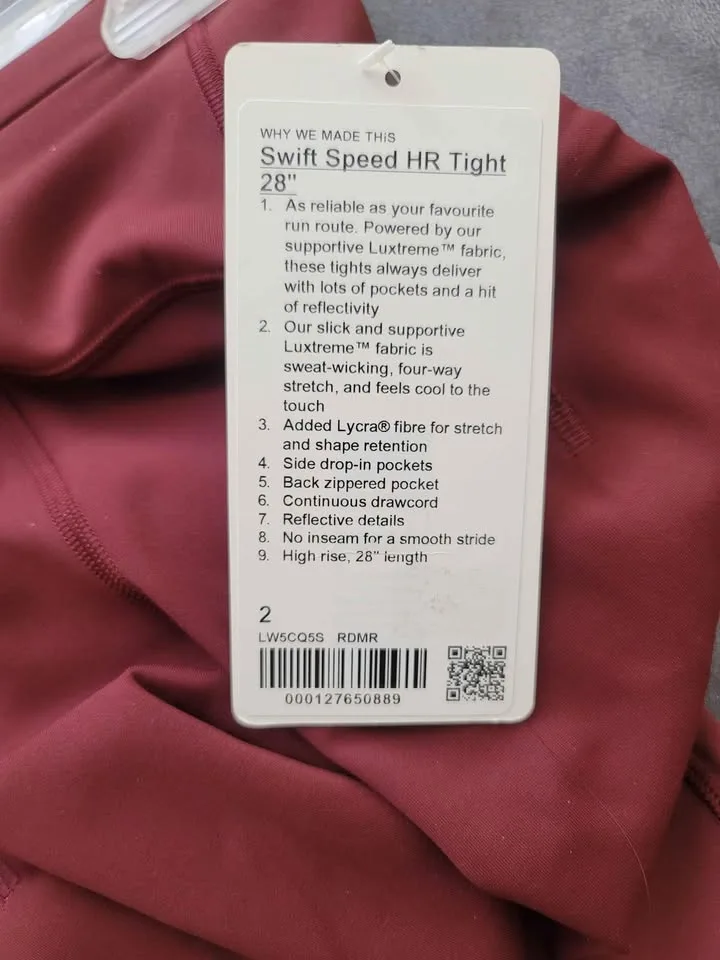 WHY WE MADE THiS
Swift Speed HR Tight
28"
1. As reliable as your favourite
run route. Powered by our
supportive Luxtreme™ fabric,
these tights always deliver
with lots of pockets and a hit
of reflectivity
2. Our slick and supportive
Luxtreme™ fabric is
sweat-wicking, four-way
stretch, and feels cool to the
touch
3. Added Lycra® fibre for stretch
and shape retention
4. Side drop-in pockets
5. Back zippered pocket
6. Continuous drawcord
7. Reflective details
8. No inseam for a smooth stride
9. High rise, 28" length
2
LW5CQ5S RDMR
000127650889